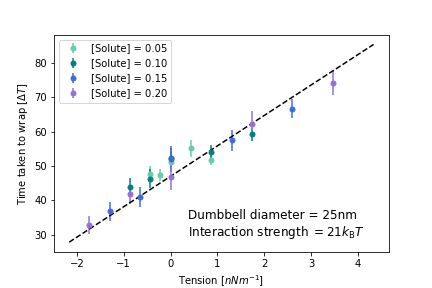 [Solute] = 0.05
[Solute] = 0.10
[Solute] = 0.15
[Solute] = 0.20
80
70
60
50
40
30
Time taken to wrap [ΔT]
Dumbbell diameter = 25nm
Interaction strength = 21k_BT
−2 −1 0 1 2 3 4
Tension [nNm⁻¹]